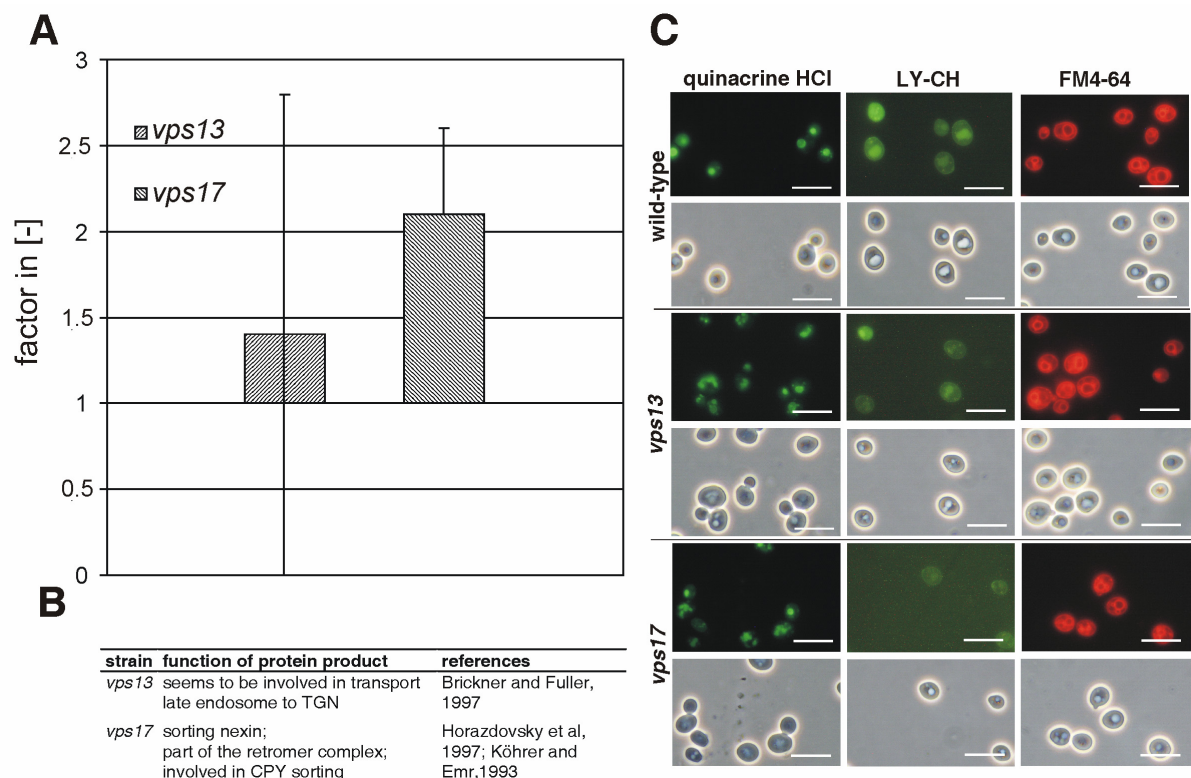 A
3
2.5
2
1.5
1
0.5
0
factor in [-]
vps13
vps17
B
strain function of protein product references
vps13 seems to be involved in transport Brickner and Fuller,
late endosome to TGN 1997
vps17 sorting nexin; Horazdovsky et al,
part of the retromer complex; 1997; Köhrer and
involved in CPY sorting Emr.1993
C
quinacrine HCl LY-CH FM4-64
wild-type
vps13
vps17